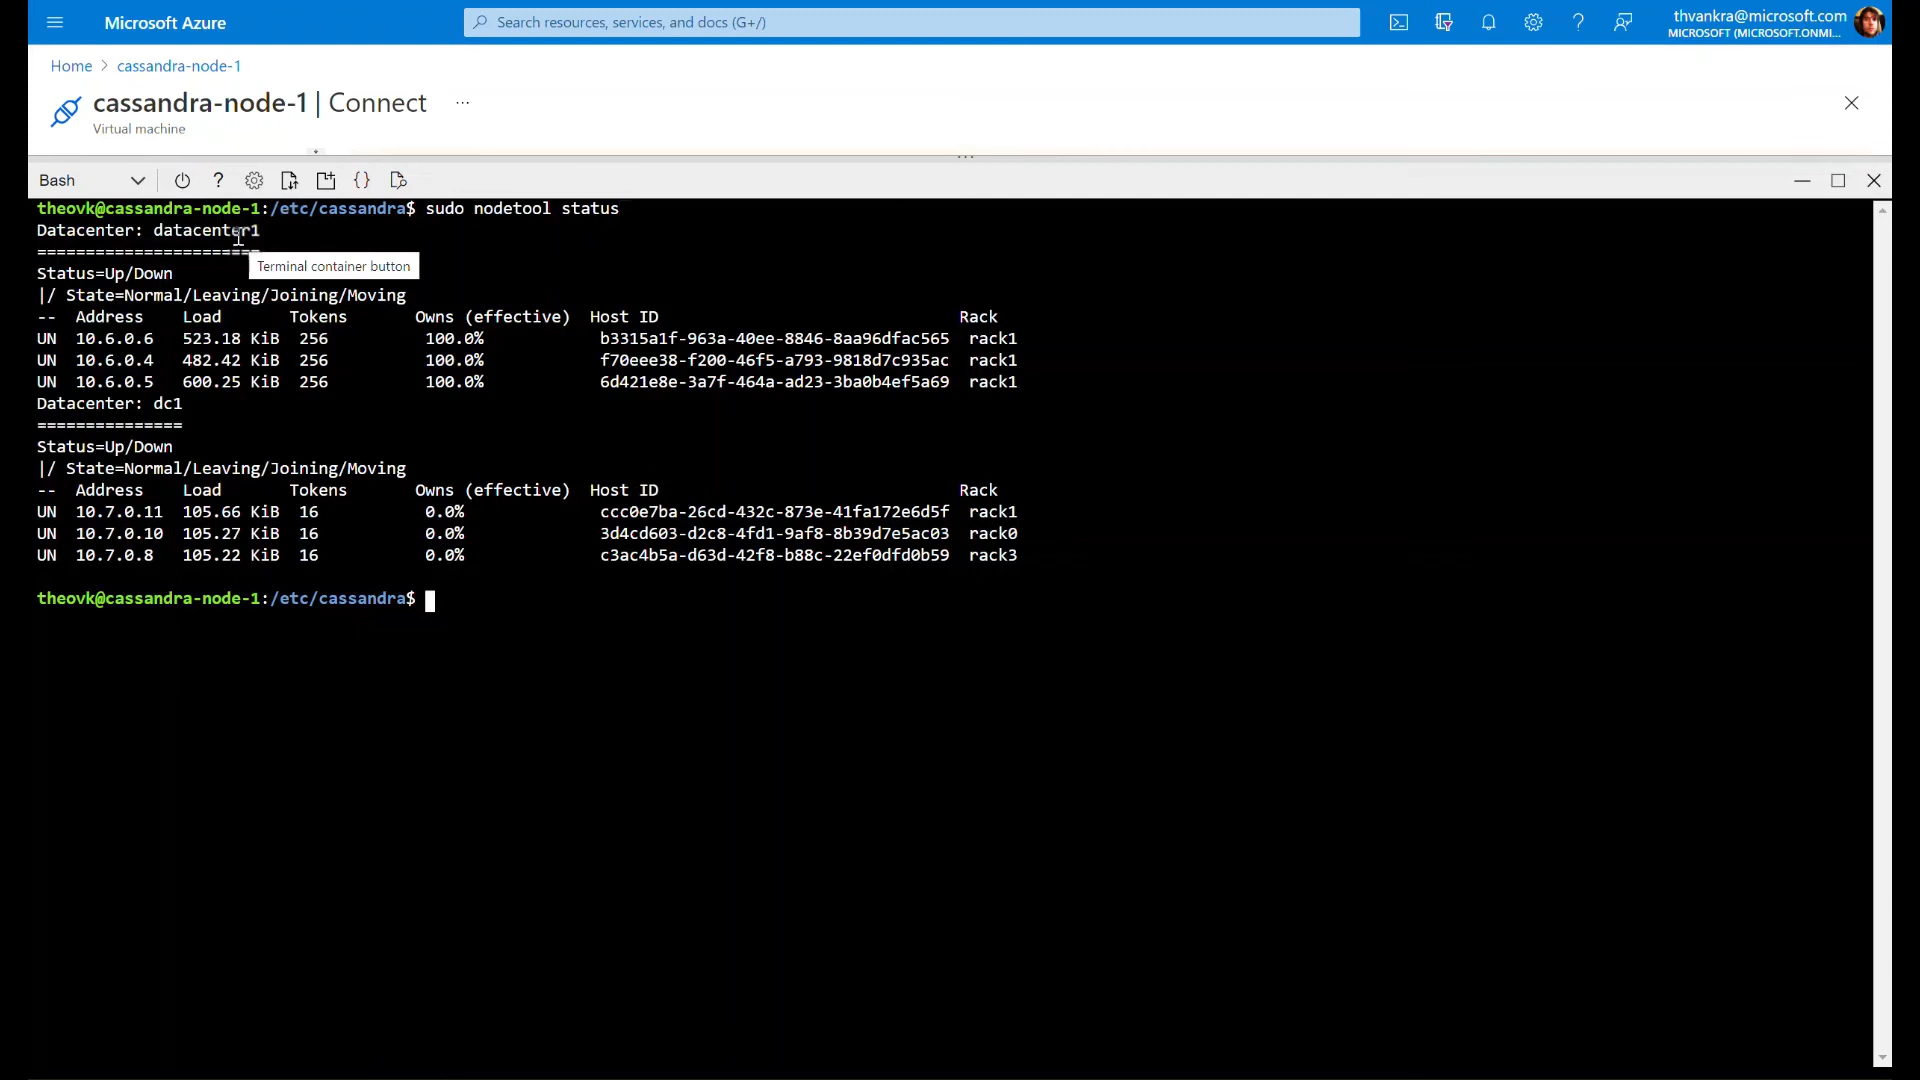 Microsoft Azure
Search resources, services, and docs (G+/)
thvankra@microsoft.com
MICROSOFT (MICROSOFT.ONMI...
Home > cassandra-node-1
cassandra-node-1 | Connect ...
Virtual machine
Bash
theovk@cassandra-node-1:/etc/cassandra$ sudo nodetool status
Datacenter: datacenter1
=======================
Terminal container button
Status=Up/Down
|/ State=Normal/Leaving/Joining/Moving
--  Address    Load       Tokens       Owns (effective)  Host ID                               Rack
UN  10.6.0.6   523.18 KiB  256          100.0%            b3315a1f-963a-40ee-8846-8aa96dfac565  rack1
UN  10.6.0.4   482.42 KiB  256          100.0%            f70eee38-f200-46f5-a793-9818d7c935ac  rack1
UN  10.6.0.5   600.25 KiB  256          100.0%            6d421e8e-3a7f-464a-ad23-3ba0b4ef5a69  rack1
Datacenter: dc1
===============
Status=Up/Down
|/ State=Normal/Leaving/Joining/Moving
--  Address    Load       Tokens       Owns (effective)  Host ID                               Rack
UN  10.7.0.11  105.66 KiB  16           0.0%              ccc0e7ba-26cd-432c-873e-41fa172e6d5f  rack1
UN  10.7.0.10  105.27 KiB  16           0.0%              3d4cd603-d2c8-4fd1-9af8-8b39d7e5ac03  rack0
UN  10.7.0.8   105.22 KiB  16           0.0%              c3ac4b5a-d63d-42f8-b88c-22ef0dfd0b59  rack3
theovk@cassandra-node-1:/etc/cassandra$